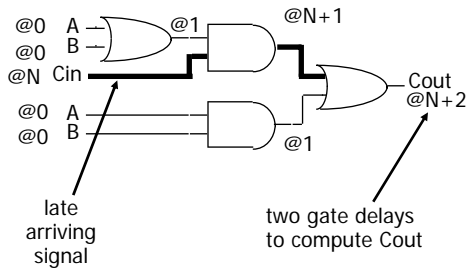 @0 A
@0 B
@1
@N+1
@N Cin
Cout
@N+2
@0 A
@0 B
@1
late
arriving
signal
two gate delays
to compute Cout